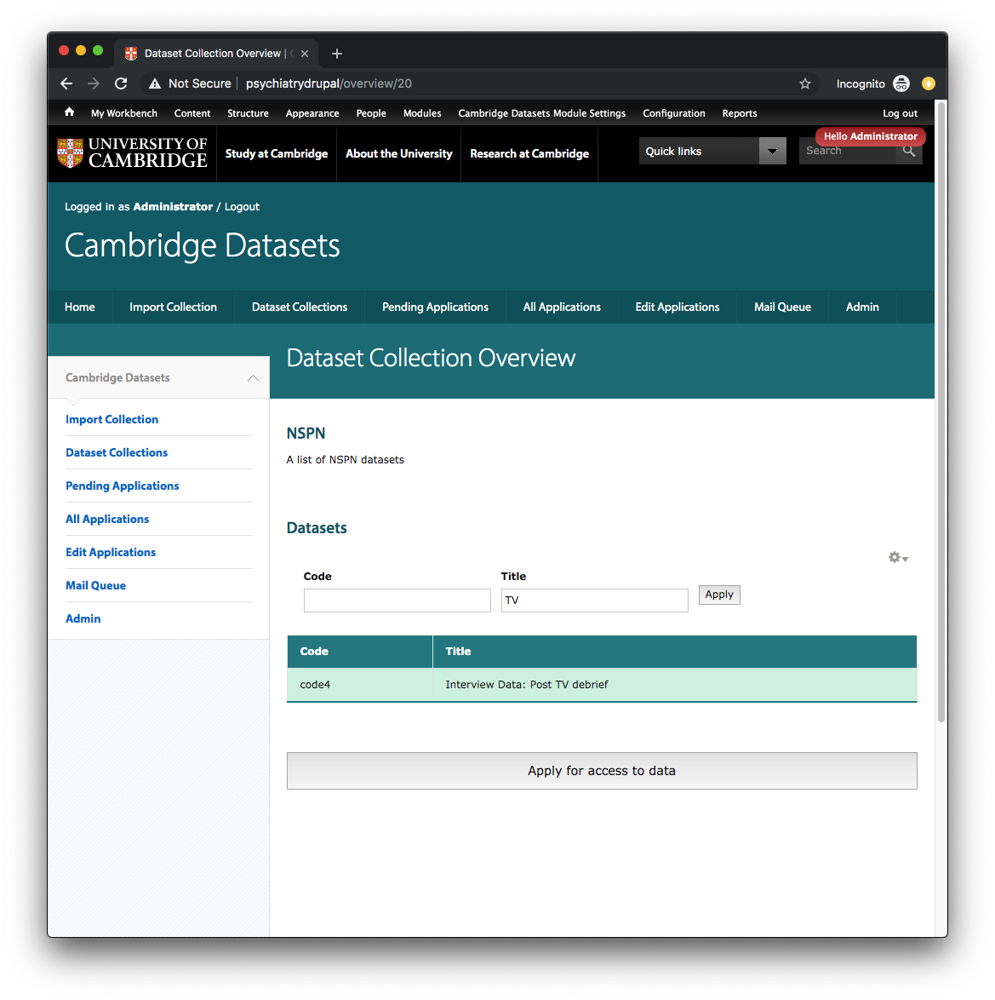 Dataset Collection Overview |
Not Secure psychiatrydrupal/overview/20 Incognito
My Workbench Content Structure Appearance People Modules Cambridge Datasets Module Settings Configuration Reports Log out
Hello Administrator
UNIVERSITY OF
CAMBRIDGE
Study at Cambridge About the University Research at Cambridge Quick links Search
Logged in as Administrator / Logout
Cambridge Datasets
Home Import Collection Dataset Collections Pending Applications All Applications Edit Applications Mail Queue Admin
Dataset Collection Overview
Cambridge Datasets
Import Collection
Dataset Collections
Pending Applications
All Applications
Edit Applications
Mail Queue
Admin
NSPN
A list of NSPN datasets
Datasets
Code Title
TV Apply
Code Title
code4 Interview Data: Post TV debrief
Apply for access to data